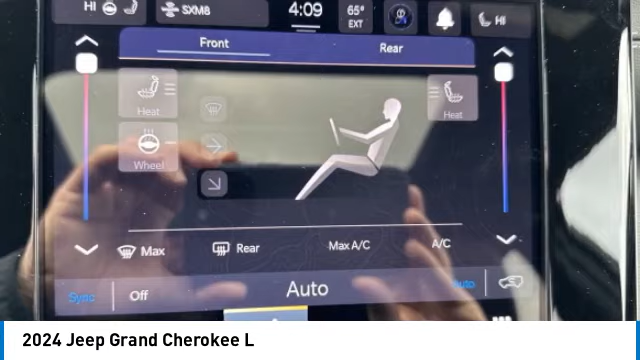 HI SXM8 4:09 65° EXT HI
Front Rear
Heat Heat
Wheel
Max Rear Max A/C A/C
Sync Off Auto Auto
2024 Jeep Grand Cherokee L